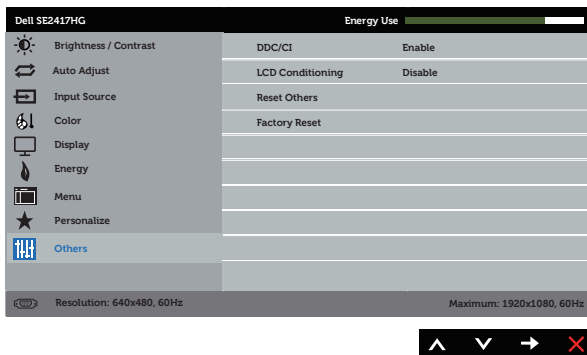 Dell SE2417HG Energy Use
Brightness / Contrast DDC/CI Enable
Auto Adjust LCD Conditioning Disable
Input Source Reset Others
Color Factory Reset
Display
Energy
Menu
Personalize
Others
Resolution: 640x480, 60Hz Maximum: 1920x1080, 60Hz